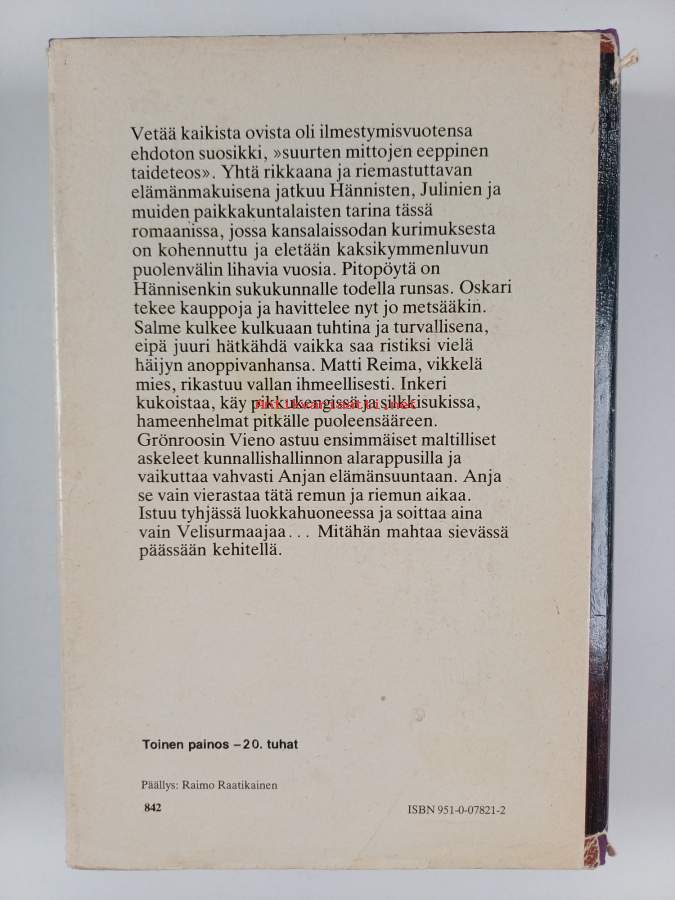 Vetää kaikista ovista oli ilmestymisvuotensa
ehdoton suosikki, »suurten mittojen eeppinen
taideteos». Yhtä rikkaana ja riemastuttavan
elämänmakuisena jatkuu Hännisten, Julinien ja
muiden paikkakuntalaisten tarina tässä
romaanissa, jossa kansalaissodan kurimuksesta
on kohennuttu ja eletään kaksikymmenluvun
puolenvälin lihavia vuosia. Pitopöytä on
Hännisenkin sukukunnalle todella runsas. Oskari
tekee kauppoja ja havittelee nyt jo metsääkin.
Salme kulkee kulkuaan tuhtina ja turvallisena,
eipä juuri hätkähdä vaikka saa ristiksi vielä
häijyn anoppivanhansa. Matti Reima, vikkelä
mies, rikastuu vallan ihmeellisesti. Inkeri
kukoistaa, käy pikkukengissä ja silkkisukissa,
hameenhelmat pitkälle puoleensääreen.
Grönroosin Vieno astuu ensimmäiset maltilliset
askeleet kunnallishallinnon alarappusilla ja
vaikuttaa vahvasti Anjan elämänsuuntaan. Anja
se vain vierastaa tätä remun ja riemun aikaa.
Istuu tyhjässä luokkahuoneessa ja soittaa aina
vain Velisurmaajaa... Mitähän mahtaa sievässä
päässään kehitellä.
Antikvariaatti.net
Toinen painos – 20. tuhat
Päällys: Raimo Raatikainen
842
ISBN 951-0-07821-2